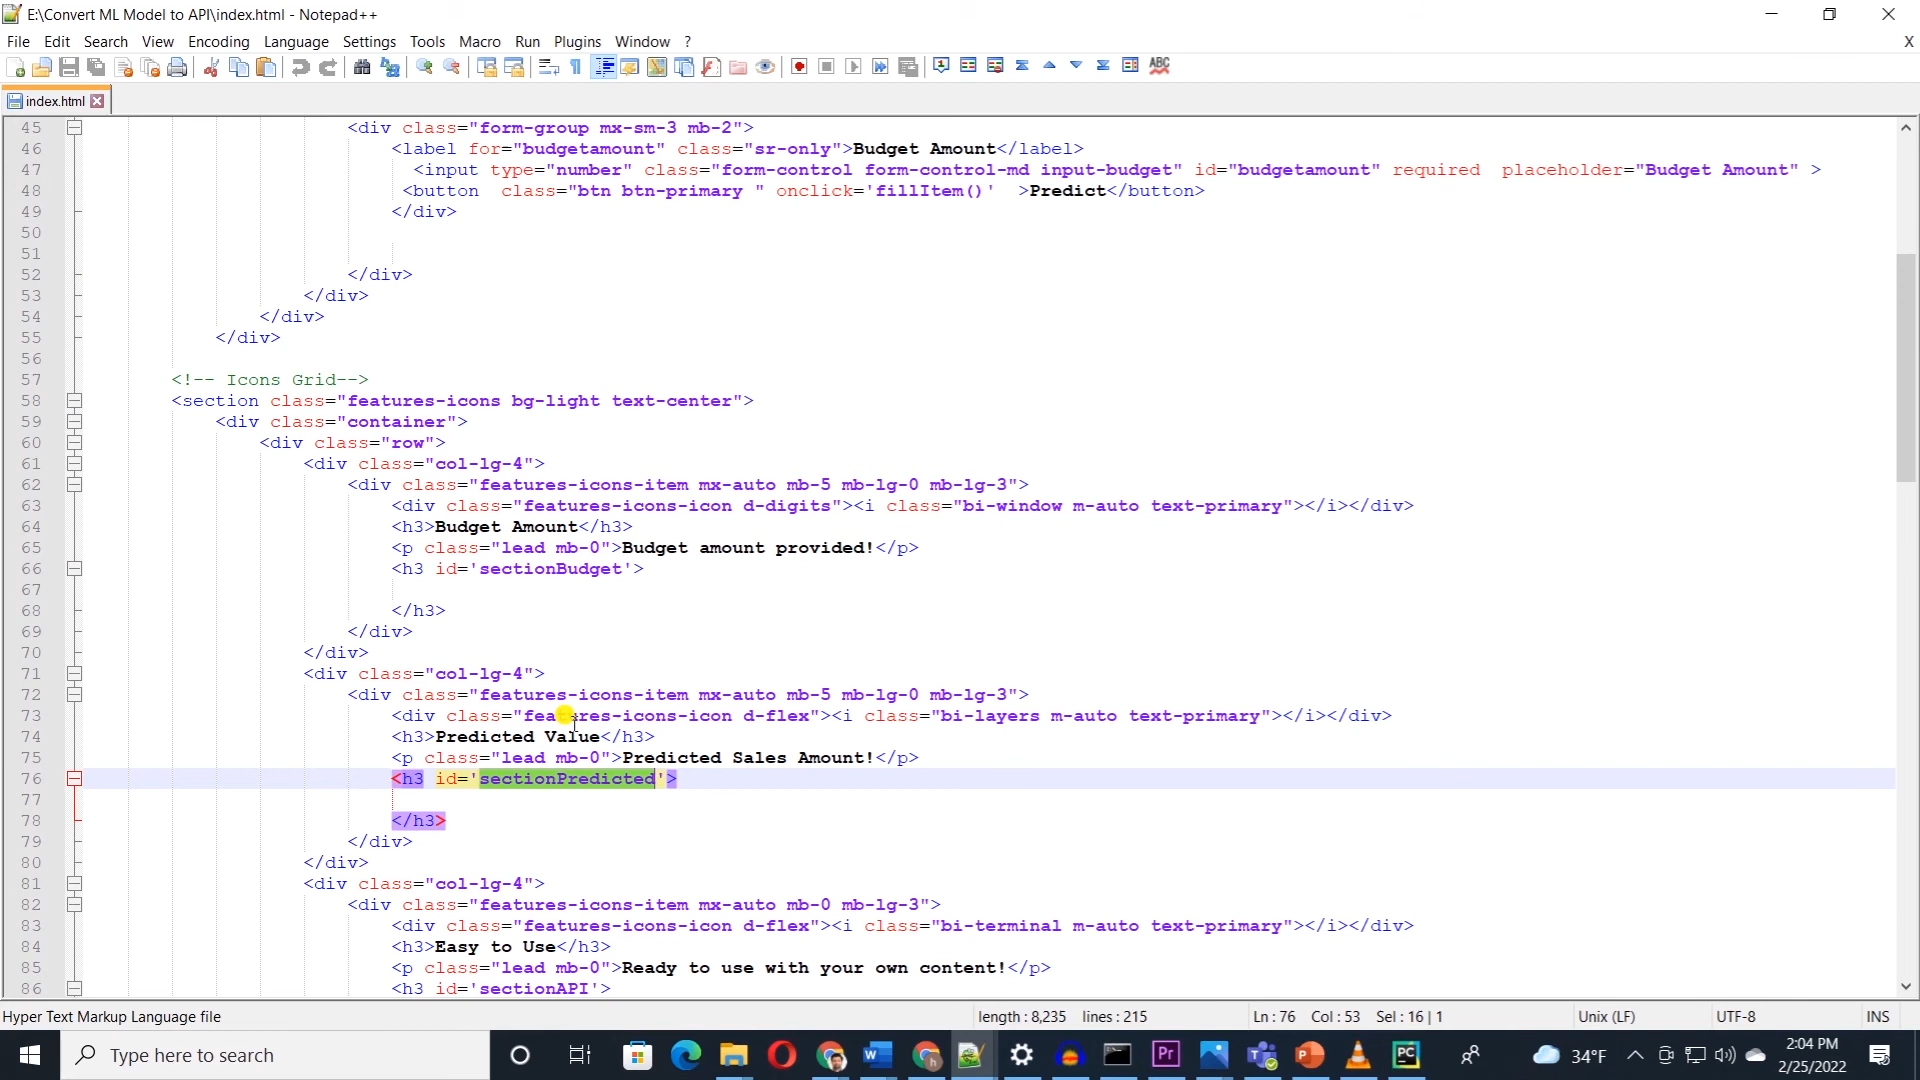 E:\Convert ML Model to API\index.html - Notepad++
File Edit Search View Encoding Language Settings Tools Macro Run Plugins Window ? X
ABC
index.html
45 <div class="form-group mx-sm-3 mb-2">
46 <label for="budgetamount" class="sr-only">Budget Amount</label>
47 <input type="number" class="form-control form-control-md input-budget" id="budgetamount" required  placeholder="Budget Amount" >
48 <button  class="btn btn-primary " onclick='fillItem()'  >Predict</button>
49 </div>
50
51
52 </div>
53 </div>
54 </div>
55 </div>
56
57 <!-- Icons Grid-->
58 <section class="features-icons bg-light text-center">
59 <div class="container">
60 <div class="row">
61 <div class="col-lg-4">
62 <div class="features-icons-item mx-auto mb-5 mb-lg-0 mb-lg-3">
63 <div class="features-icons-icon d-digits"><i class="bi-window m-auto text-primary"></i></div>
64 <h3>Budget Amount</h3>
65 <p class="lead mb-0">Budget amount provided!</p>
66 <h3 id='sectionBudget'>
67
68 </h3>
69 </div>
70 </div>
71 <div class="col-lg-4">
72 <div class="features-icons-item mx-auto mb-5 mb-lg-0 mb-lg-3">
73 <div class="features-icons-icon d-flex"><i class="bi-layers m-auto text-primary"></i></div>
74 <h3>Predicted Value</h3>
75 <p class="lead mb-0">Predicted Sales Amount!</p>
76 <h3 id='sectionPredicted'>
77
78 </h3>
79 </div>
80 </div>
81 <div class="col-lg-4">
82 <div class="features-icons-item mx-auto mb-0 mb-lg-3">
83 <div class="features-icons-icon d-flex"><i class="bi-terminal m-auto text-primary"></i></div>
84 <h3>Easy to Use</h3>
85 <p class="lead mb-0">Ready to use with your own content!</p>
86 <h3 id='sectionAPI'>
Hyper Text Markup Language file length : 8,235 lines : 215 Ln : 76 Col : 53 Sel : 16 | 1 Unix (LF) UTF-8 INS
Type here to search W Pr P PC 34°F 2:04 PM
2/25/2022